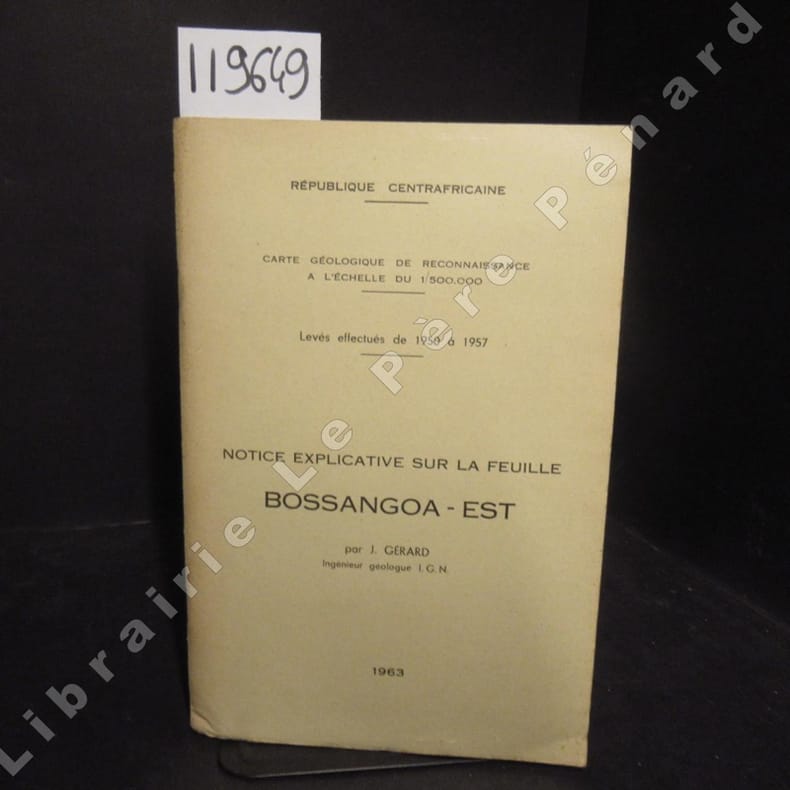 119649
RÉPUBLIQUE CENTRAFRICAINE
CARTE GÉOLOGIQUE DE RECONNAISSANCE
A L'ÉCHELLE DU 1/500.000
Levés effectués de 1950 à 1957
NOTICE EXPLICATIVE SUR LA FEUILLE
BOSSANGOA - EST
par J. GÉRARD
Ingénieur géologue I.G.N.
1963
Librairie Le Père Pénard